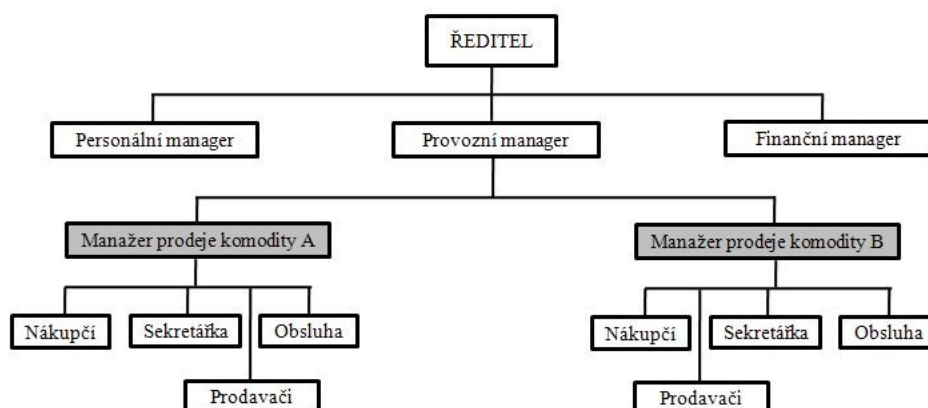 ŘEDITEL
Personální manager
Provozní manager
Finanční manager
Manažer prodeje komodity A
Manažer prodeje komodity B
Nákupčí
Sekretářka
Obsluha
Nákupčí
Sekretářka
Obsluha
Prodavači
Prodavači